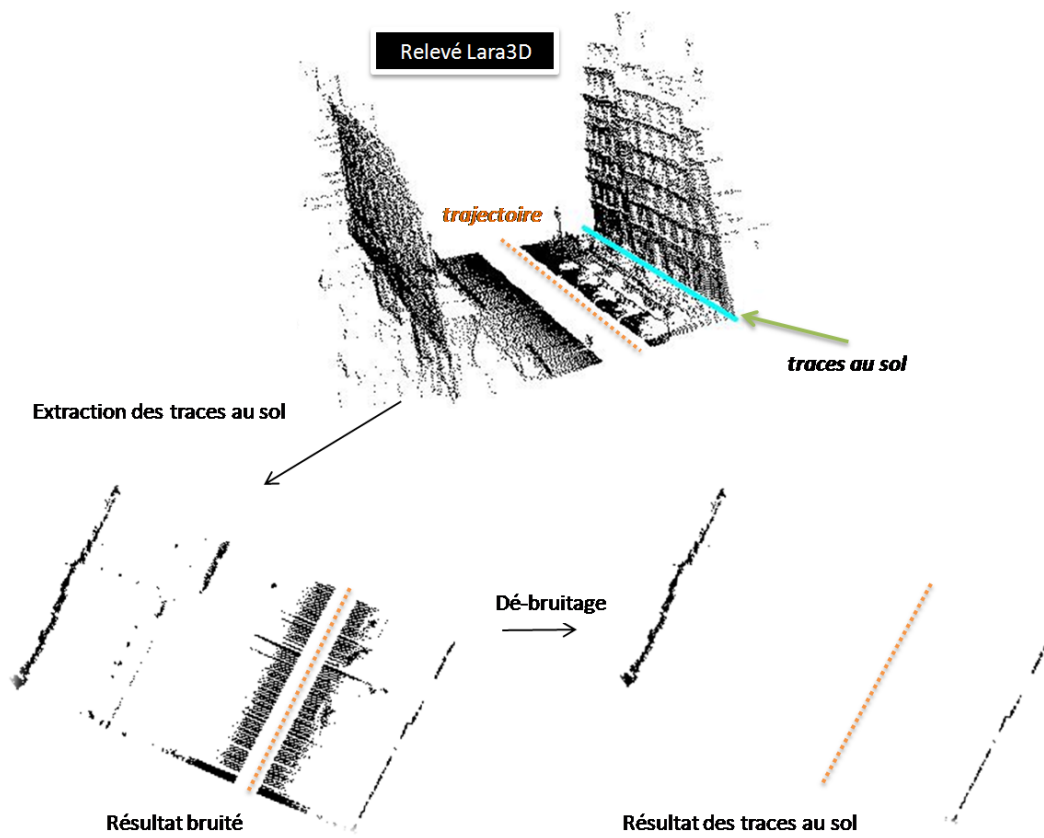 Relevé Lara3D
trajectoire
traces au sol
Extraction des traces au sol
Dé-bruitage
Résultat bruité
Résultat des traces au sol